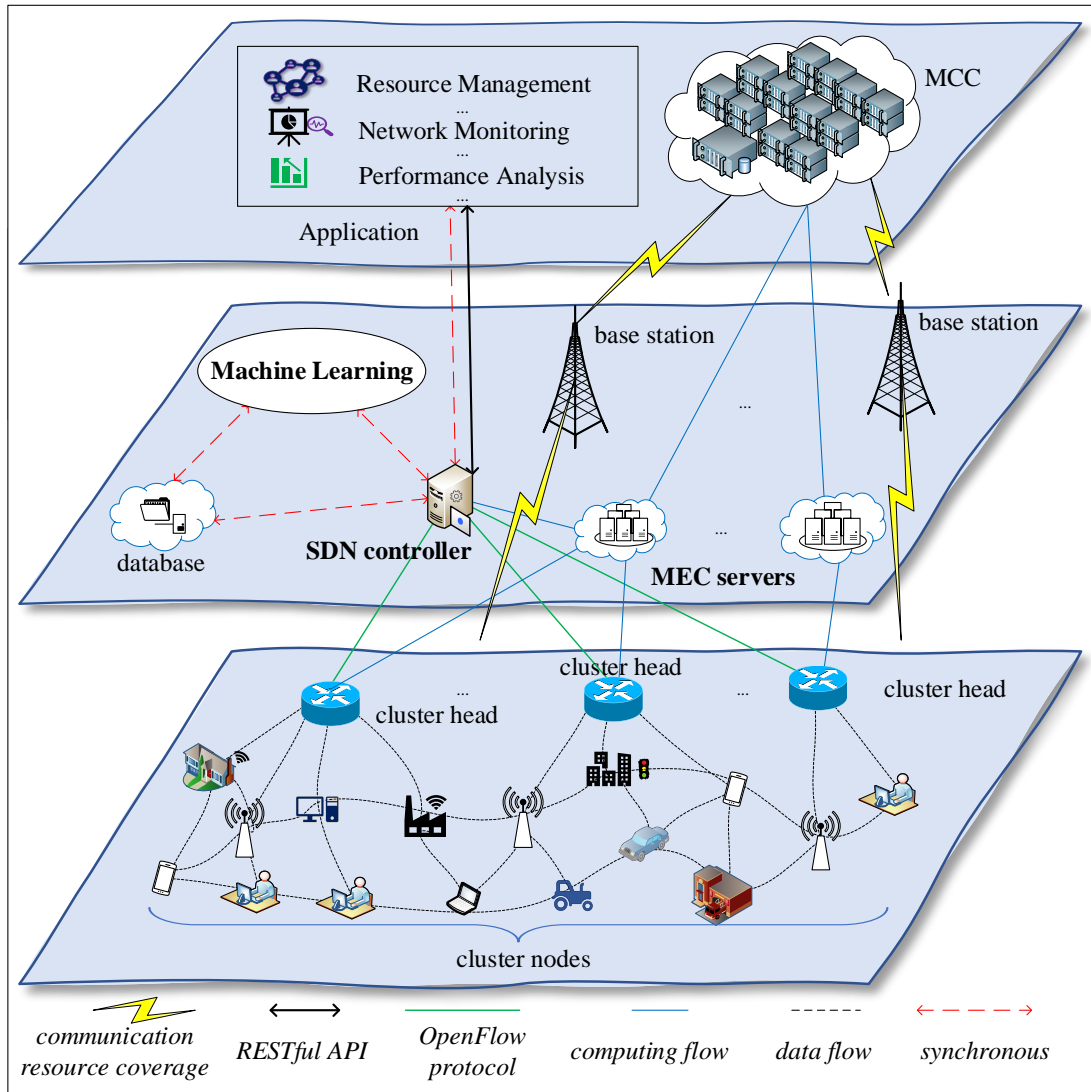 MCC
Resource Management
...
Network Monitoring
...
Performance Analysis
...
Application
base station
base station
Machine Learning
...
database
SDN controller
...
MEC servers
cluster head
...
cluster head
...
cluster head
cluster nodes
communication
resource coverage
RESTful API
OpenFlow
protocol
computing flow
data flow
synchronous